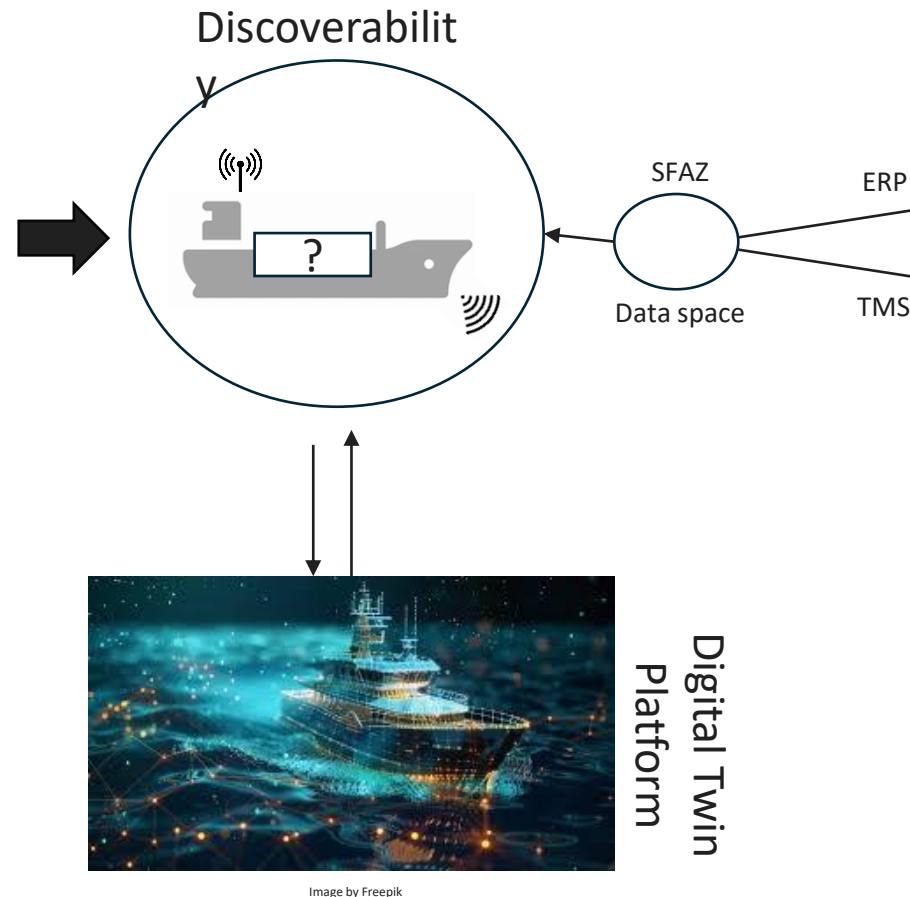 Discoverabilit
y
SFAZ
ERP
?
Data space
TMS
Digital Twin
Platform
Image by Freepik